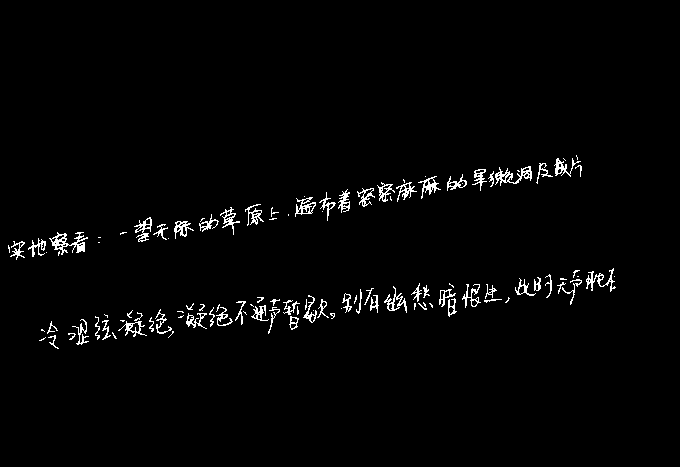 实地察看：一望无际的草原上，遍布着密密麻麻的旱獭洞及成片
冷涩弦凝绝，凝绝不通声暂歇。别有幽愁暗恨生，此时无声胜在